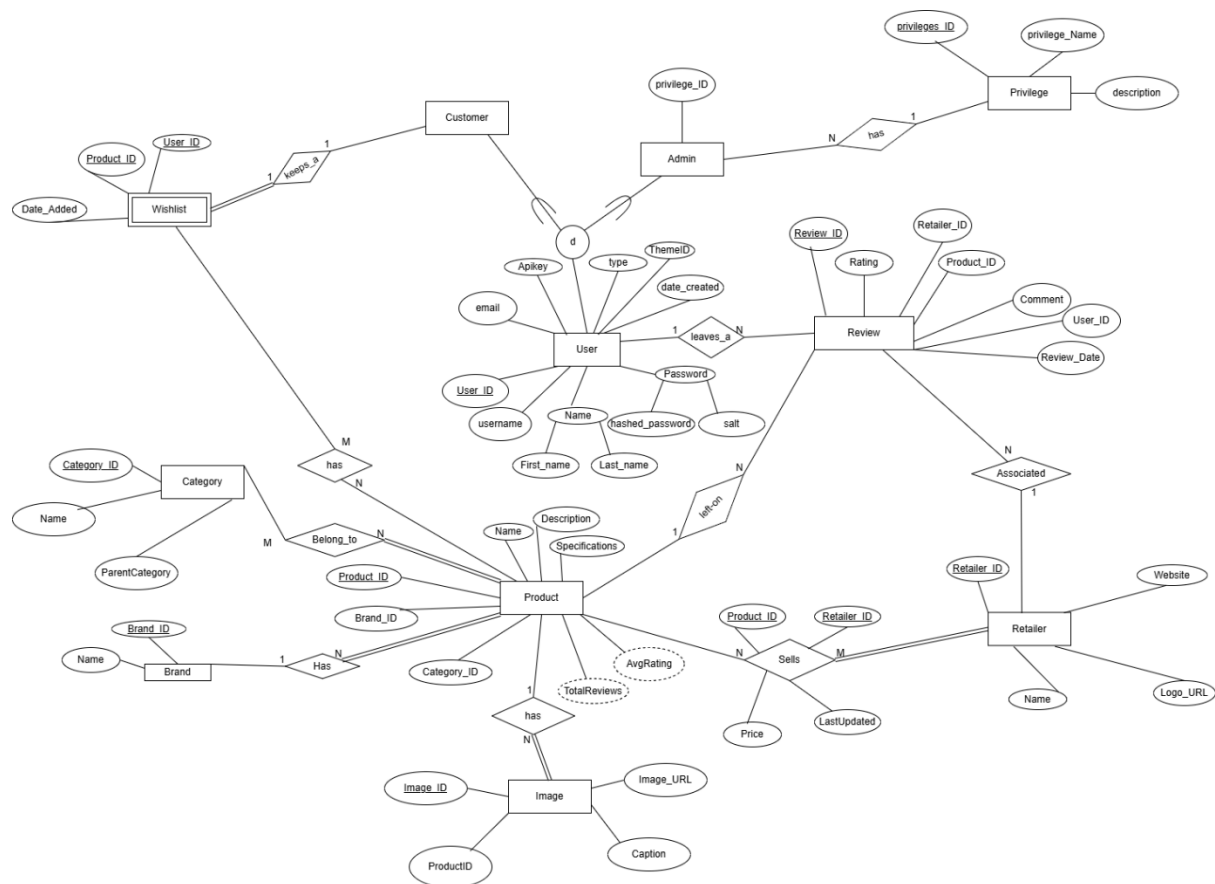 privileges_ID
privilege_Name
privilege_ID
Privilege
description
Customer
1
has
N
1
User_ID
Product_ID
keeps_a
1
Admin
Date_Added
Wishlist
d
Review_ID
Retailer_ID
Apikey
type
ThemeID
Rating
Product_ID
email
date_created
Comment
User_ID
User
1
leaves_a
N
Review
Review_Date
User_ID
Password
username
Name
hashed_password
salt
First_name
Last_name
M
has
N
Category_ID
Category
N
Associated
1
Name
M
Belong_to
N
Name
Description
Specifications
left-on
N
1
ParentCategory
Product_ID
Product
Retailer_ID
Website
Brand_ID
Brand_ID
Product_ID
Retailer_ID
Retailer
Name
Brand
1
Has
N
Category_ID
AvgRating
TotalReviews
N
Sells
M
1
has
N
Price
LastUpdated
Name
Logo_URL
Image_ID
Image
Image_URL
ProductID
Caption